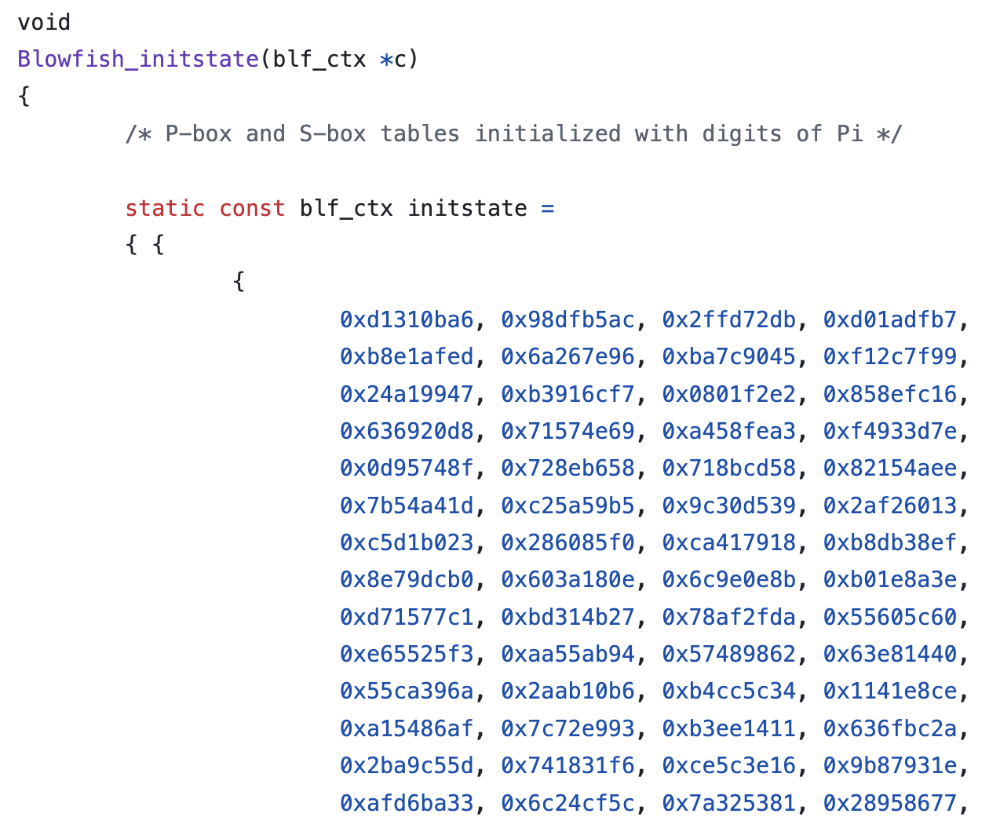 void
Blowfish_initstate(blf_ctx *c)
{
/* P-box and S-box tables initialized with digits of Pi */
static const blf_ctx initstate =
{ {
{
0xd1310ba6, 0x98dfb5ac, 0x2ffd72db, 0xd01adfb7,
0xb8e1afed, 0x6a267e96, 0xba7c9045, 0xf12c7f99,
0x24a19947, 0xb3916cf7, 0x0801f2e2, 0x858efc16,
0x636920d8, 0x71574e69, 0xa458fea3, 0xf4933d7e,
0x0d95748f, 0x728eb658, 0x718bcd58, 0x82154aee,
0x7b54a41d, 0xc25a59b5, 0x9c30d539, 0x2af26013,
0xc5d1b023, 0x286085f0, 0xca417918, 0xb8db38ef,
0x8e79dcb0, 0x603a180e, 0x6c9e0e8b, 0xb01e8a3e,
0xd71577c1, 0xbd314b27, 0x78af2fda, 0x55605c60,
0xe65525f3, 0xaa55ab94, 0x57489862, 0x63e81440,
0x55ca396a, 0x2aab10b6, 0xb4cc5c34, 0x1141e8ce,
0xa15486af, 0x7c72e993, 0xb3ee1411, 0x636fbc2a,
0x2ba9c55d, 0x741831f6, 0xce5c3e16, 0x9b87931e,
0xafd6ba33, 0x6c24cf5c, 0x7a325381, 0x28958677,